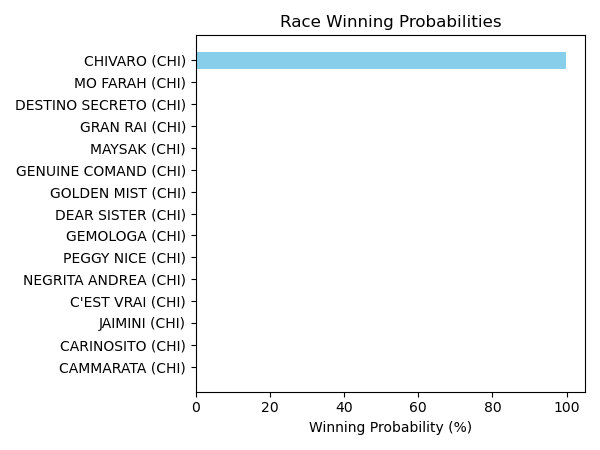 Race Winning Probabilities
CHIVARO (CHI)
MO FARAH (CHI)
DESTINO SECRETO (CHI)
GRAN RAI (CHI)
MAYSAK (CHI)
GENUINE COMAND (CHI)
GOLDEN MIST (CHI)
DEAR SISTER (CHI)
GEMOLOGA (CHI)
PEGGY NICE (CHI)
NEGRITA ANDREA (CHI)
C'EST VRAI (CHI)
JAIMINI (CHI)
CARINOSITO (CHI)
CAMMARATA (CHI)
0 20 40 60 80 100
Winning Probability (%)